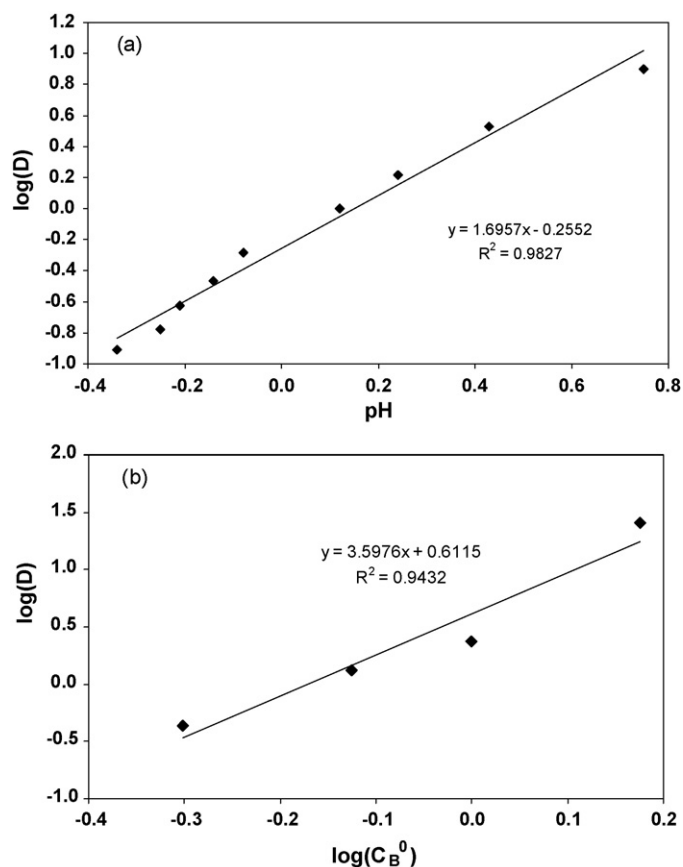 (a)
1.2
1.0
0.8
0.6
0.4
0.2
0.0
-0.2
-0.4
-0.6
-0.8
-1.0
log(D)
y = 1.6957x - 0.2552
R² = 0.9827
-0.4 -0.2 0.0 0.2 0.4 0.6 0.8
pH
(b)
2.0
1.5
1.0
0.5
0.0
-0.5
-1.0
log(D)
y = 3.5976x + 0.6115
R² = 0.9432
-0.4 -0.3 -0.2 -0.1 0.0 0.1 0.2
log(C_B⁰)